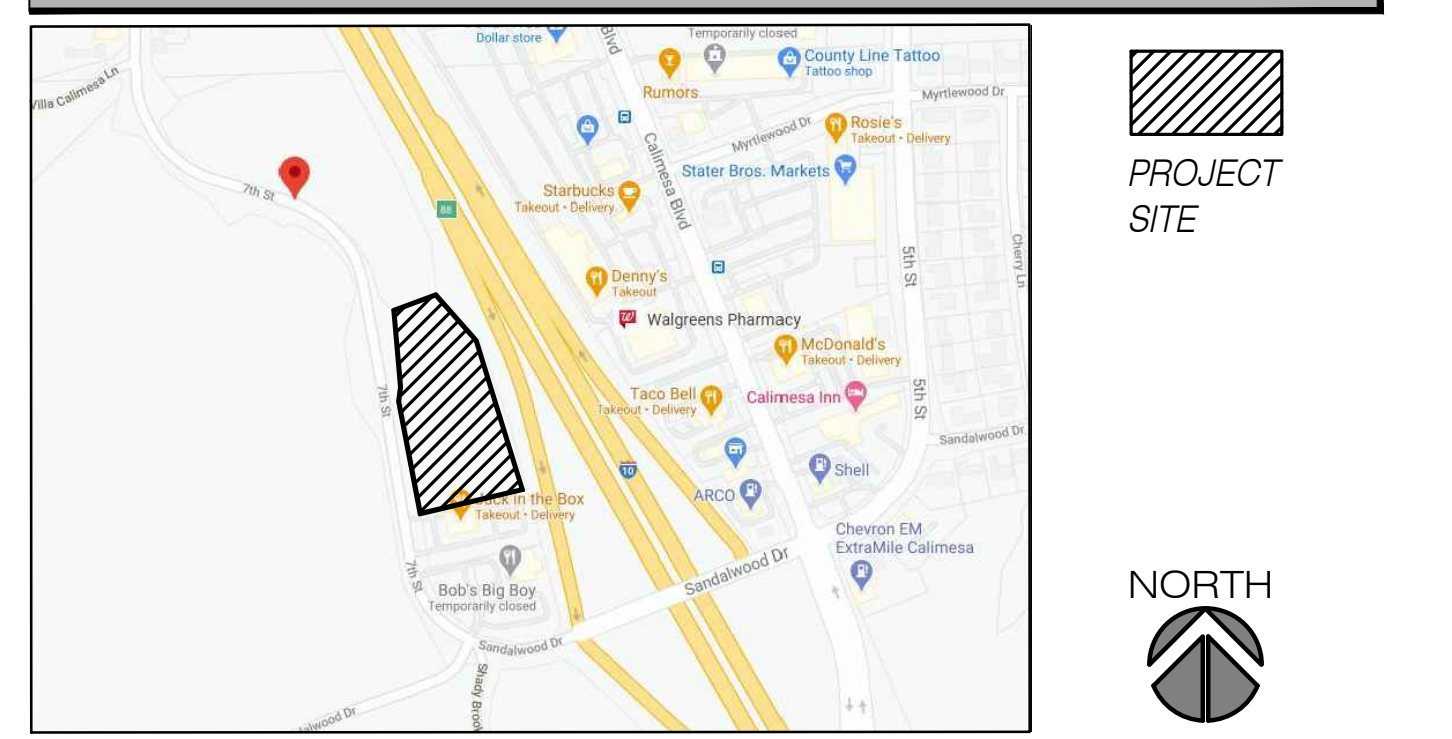 Dollar store
Blvd
Temporarily closed
County Line Tattoo
Tattoo shop
Rumors
Villa Calimesa Ln
Myrtlewood Dr
Myrtlewood Dr
Rosie's
Takeout • Delivery
Calimesa Blvd
Stater Bros. Markets
7th St
Starbucks
Takeout • Delivery
88
5th St
Cherry Ln
Denny's
Takeout
Walgreens Pharmacy
McDonald's
Takeout • Delivery
7th St
Taco Bell
Takeout • Delivery
Calimesa Inn
5th St
Sandalwood Dr
10
Shell
ARCO
Jack in the Box
Takeout • Delivery
Chevron EM
ExtraMile Calimesa
Sandalwood Dr
7th St
Bob's Big Boy
Temporarily closed
Sandalwood Dr
Shady Brook
alwood Dr
PROJECT
SITE
NORTH